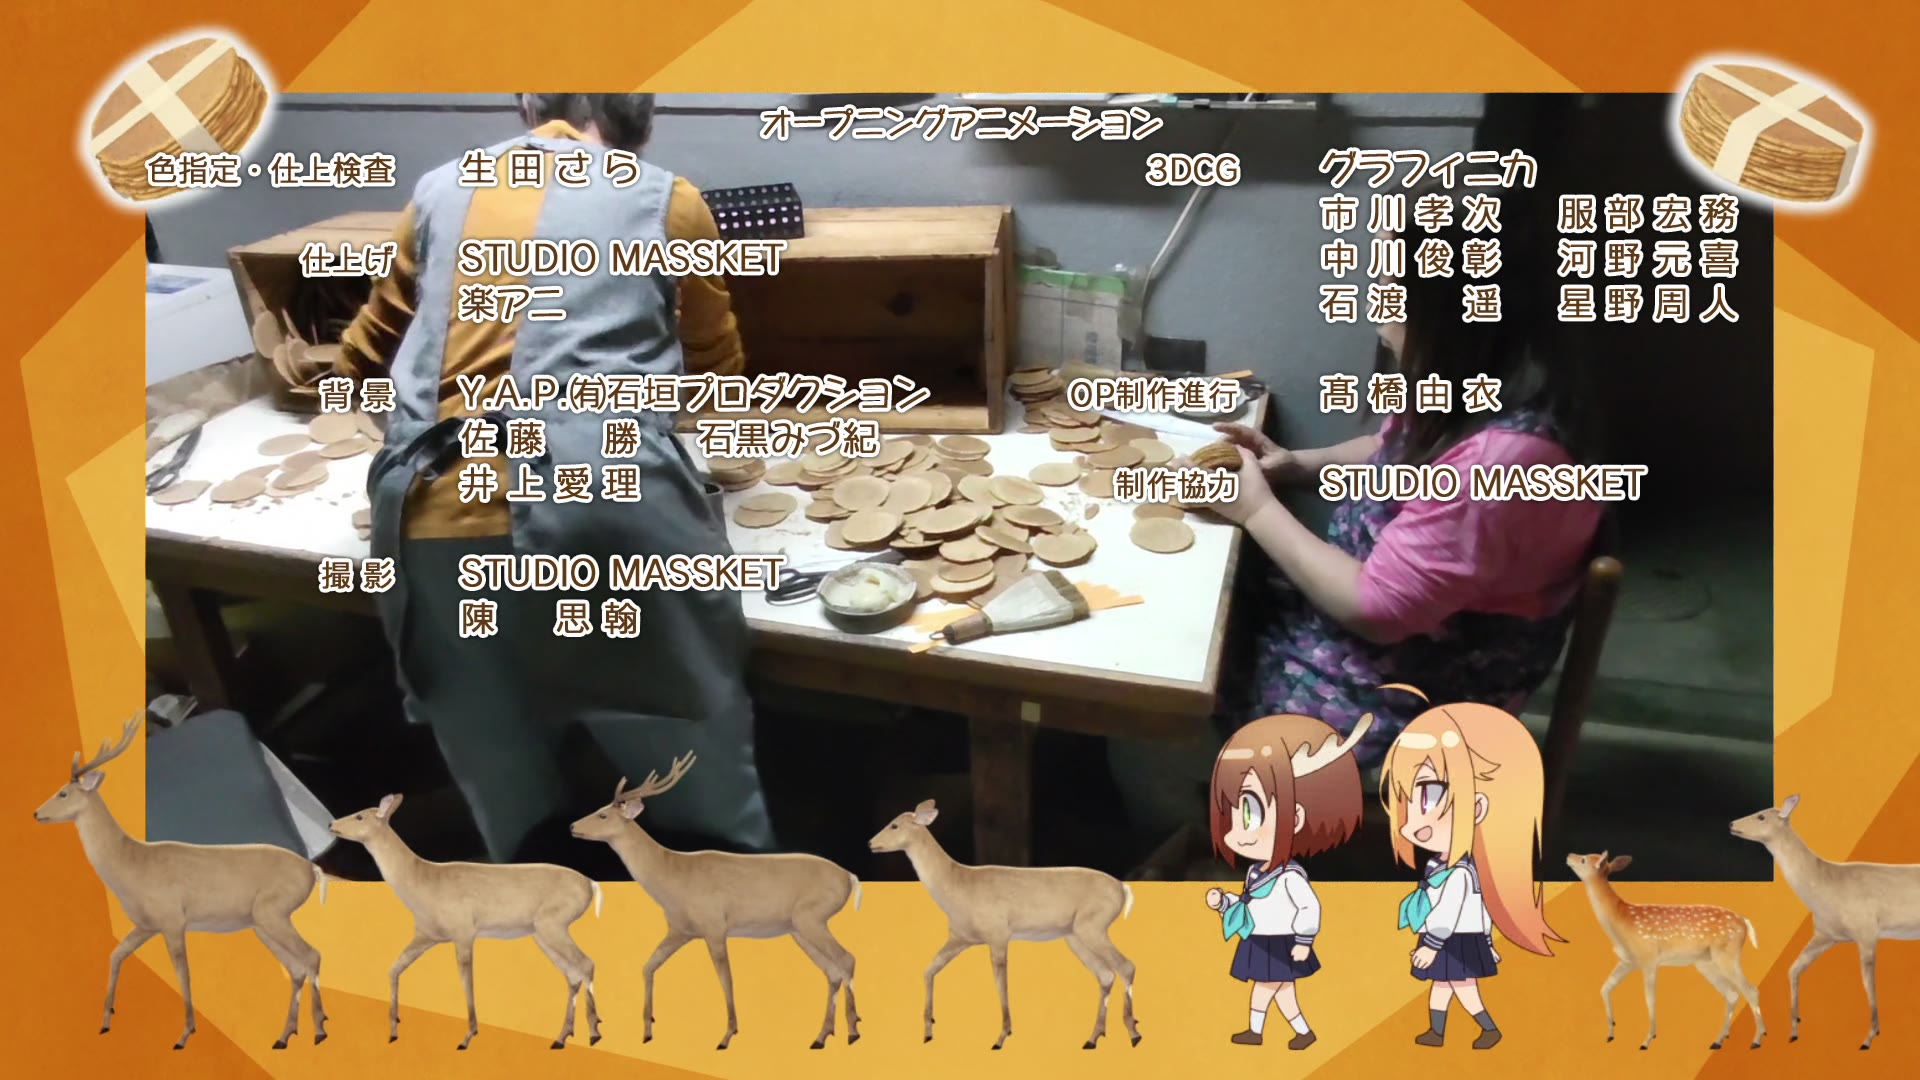 オープニングアニメーション
色指定・仕上検査 生田さら
仕上げ STUDIO MASSKET
楽アニ
背景 Y.A.P.㈲石垣プロダクション
佐藤 勝 石黒みづ紀
井上愛理
撮影 STUDIO MASSKET
陳 思翰
3DCG グラフィニカ
市川孝次 服部宏務
中川俊彰 河野元喜
石渡 遥 星野周人
OP制作進行 髙橋由衣
制作協力 STUDIO MASSKET